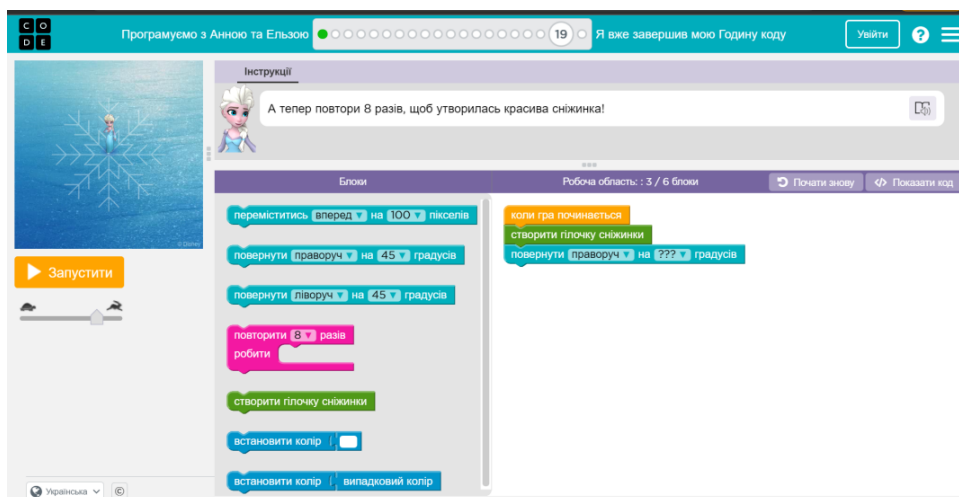 C O
D E
Програмуємо з Анною та Ельзою
19
Я вже завершив мою Годину коду
Увійти
?
Інструкції
А тепер повтори 8 разів, щоб утворилась красива сніжинка!
Блоки
Робоча область: : 3 / 6 блоки
Почати знову
</> Показати код
переміститись вперед на 100 пікселів
повернути праворуч на 45 градусів
повернути ліворуч на 45 градусів
повторити 8 разів
робити
створити гілочку сніжинки
встановити колір
встановити колір випадковий колір
коли гра починається
створити гілочку сніжинки
повернути праворуч на ??? градусів
© Disney
Запустити
Українська
©